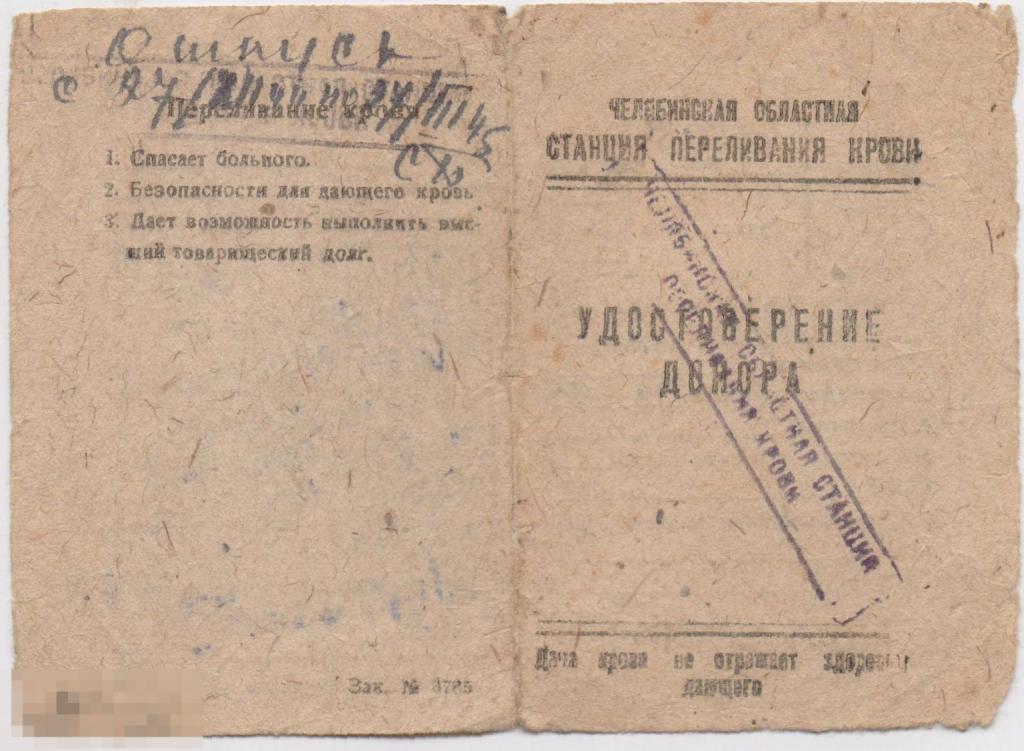 Отпуск
Переливание крови
1. Спасает больного.
2. Безопасности для дающего кровь
3. Дает возможность выполнить выс-
ший товарищеский долг.
Зак. № 3785
ЧЕЛЯБИНСКАЯ ОБЛАСТНАЯ
СТАНЦИЯ ПЕРЕЛИВАНИЯ КРОВИ
УДОСТОВЕРЕНИЕ
ДОНОРА
ЧЕЛЯБИНСКАЯ ОБЛАСТНАЯ СТАНЦИЯ
ПЕРЕЛИВАНИЯ КРОВИ
Дача крови не отражает здоровья
дающего